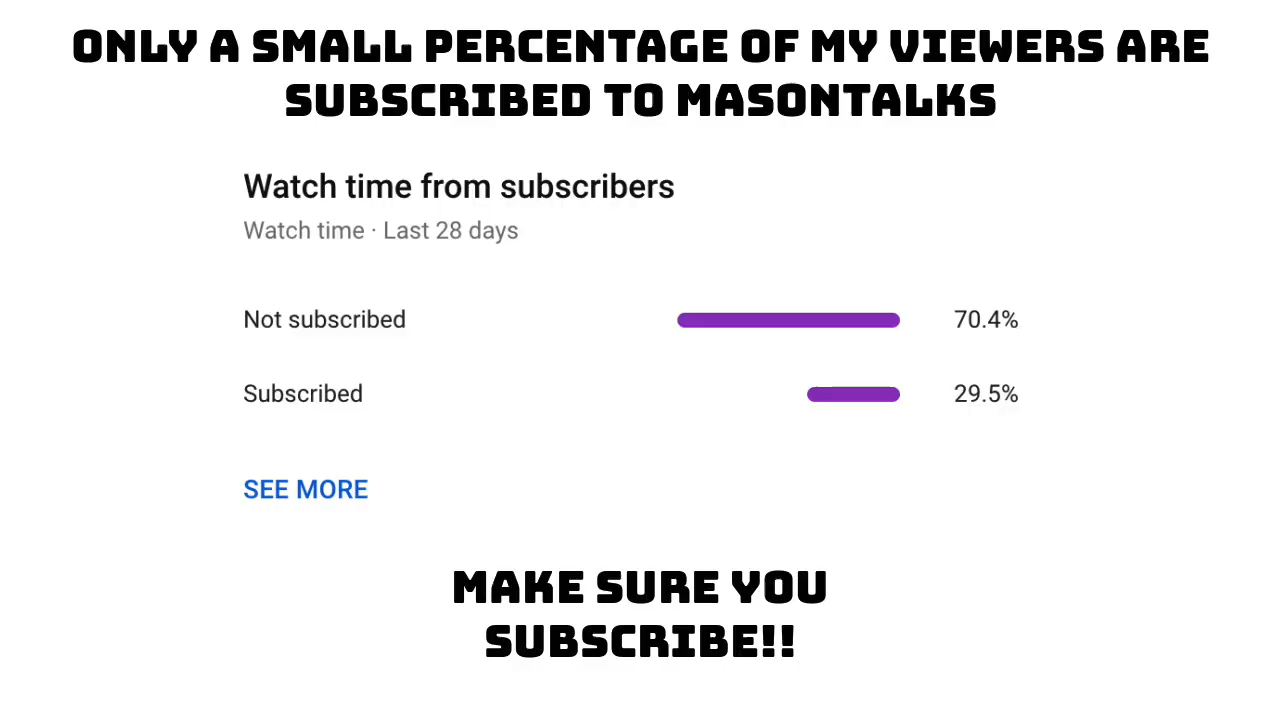 ONLY A SMALL PERCENTAGE OF MY VIEWERS ARE
SUBSCRIBED TO MASONTALKS
Watch time from subscribers
Watch time · Last 28 days
Not subscribed 70.4%
Subscribed 29.5%
SEE MORE
MAKE SURE YOU
SUBSCRIBE!!